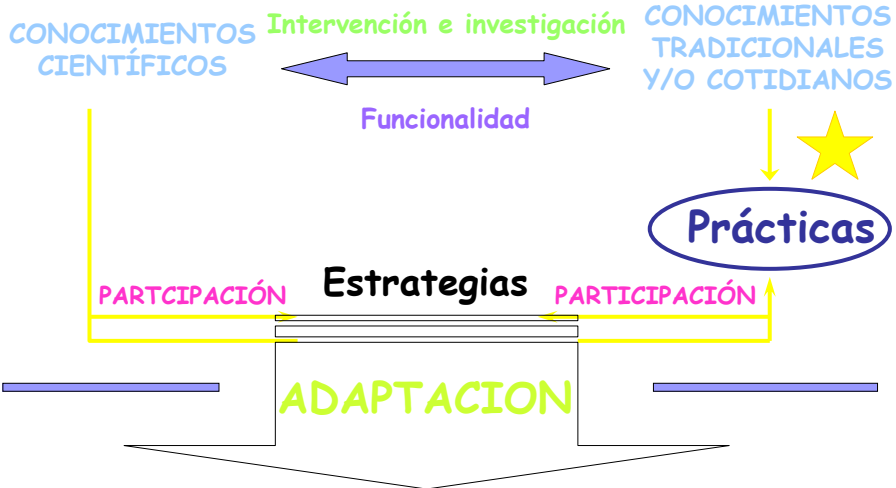 CONOCIMIENTOS
CIENTÍFICOS
Intervención e investigación
CONOCIMIENTOS
TRADICIONALES
Y/O COTIDIANOS
Funcionalidad
Prácticas
PARTCIPACIÓN
Estrategias
PARTICIPACIÓN
ADAPTACION